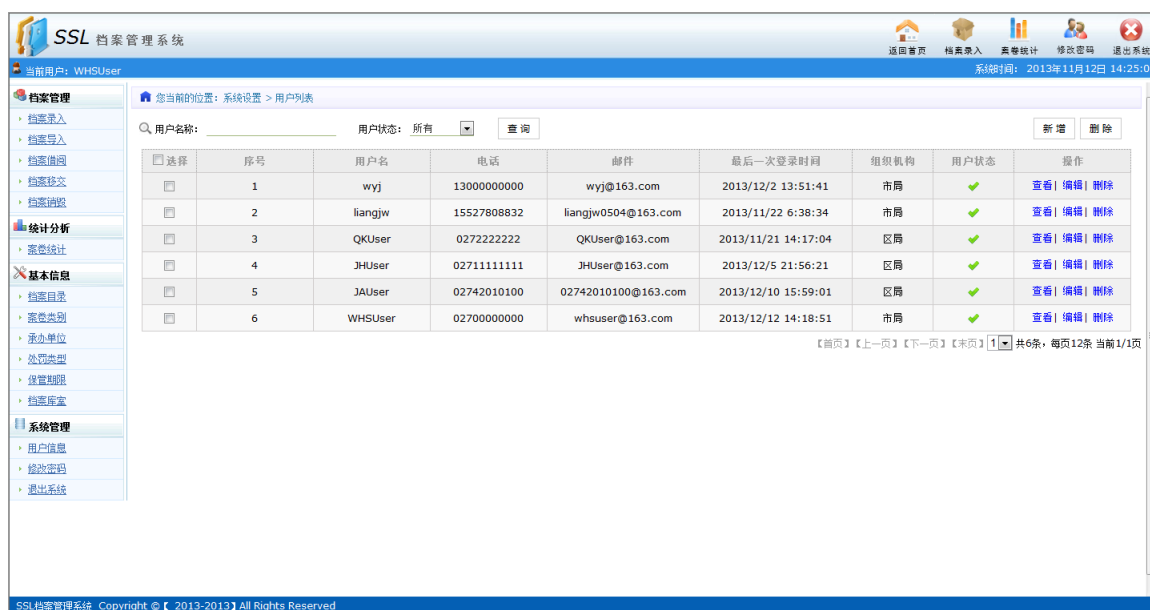 SSL 档案管理系统
返回首页 档案录入 案卷统计 修改密码 退出系统
当前用户: WHSUser 系统时间: 2013年11月12日 14:25:0
档案管理
档案录入
档案导入
档案借阅
档案移交
档案销毁
统计分析
案卷统计
基本信息
档案目录
案卷类别
承办单位
处罚类型
保管期限
档案库室
系统管理
用户信息
修改密码
退出系统
您当前的位置: 系统设置 > 用户列表
用户名称: 用户状态: 所有 查询 新增 删除
选择 序号 用户名 电话 邮件 最后一次登录时间 组织机构 用户状态 操作
1 wyj 13000000000 wyj@163.com 2013/12/2 13:51:41 市局 查看| 编辑| 删除
2 liangjw 15527808832 liangjw0504@163.com 2013/11/22 6:38:34 市局 查看| 编辑| 删除
3 QKUser 0272222222 QKUser@163.com 2013/11/21 14:17:04 区局 查看| 编辑| 删除
4 JHUser 02711111111 JHUser@163.com 2013/12/5 21:56:21 区局 查看| 编辑| 删除
5 JAUser 02742010100 02742010100@163.com 2013/12/10 15:59:01 区局 查看| 编辑| 删除
6 WHSUser 02700000000 whsuser@163.com 2013/12/12 14:18:51 市局 查看| 编辑| 删除
【首页】【上一页】【下一页】【末页】 1 共6条，每页12条 当前1/1页
SSL档案管理系统 Copyright ©【 2013-2013】All Rights Reserved